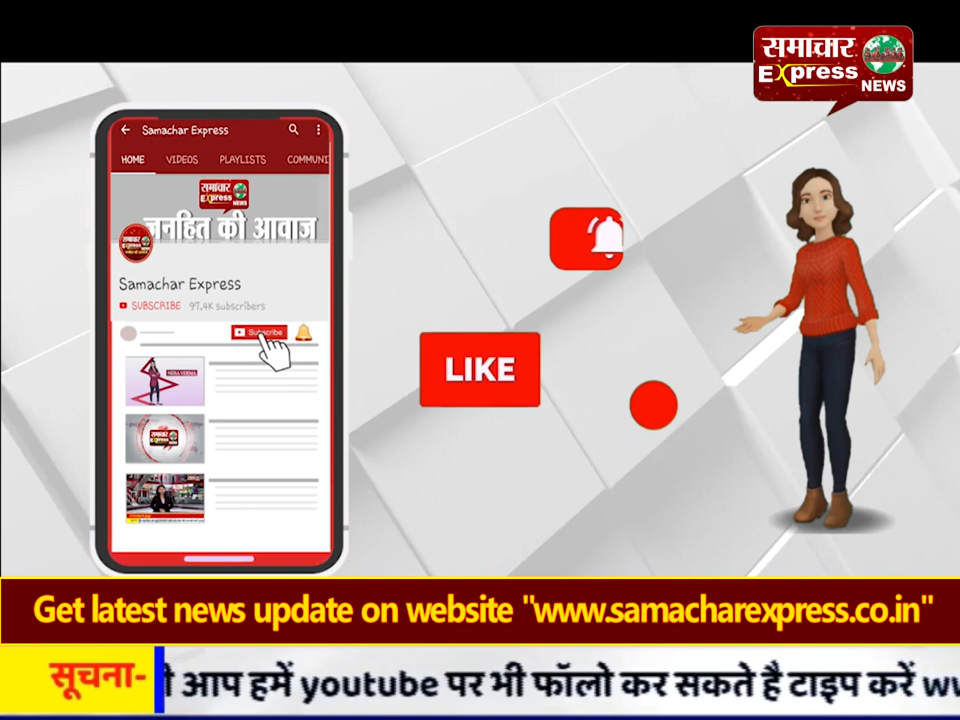 समाचार
Express
NEWS
Samachar Express
HOME VIDEOS PLAYLISTS COMMUNI
समाचार
Express
NEWS
जनहित की आवाज
Samachar Express
SUBSCRIBE 97.4K subscribers
Subscribe
LIKE
Get latest news update on website "www.samacharexpress.co.in"
सूचना- आप हमें youtube पर भी फॉलो कर सकते है टाइप करें ww